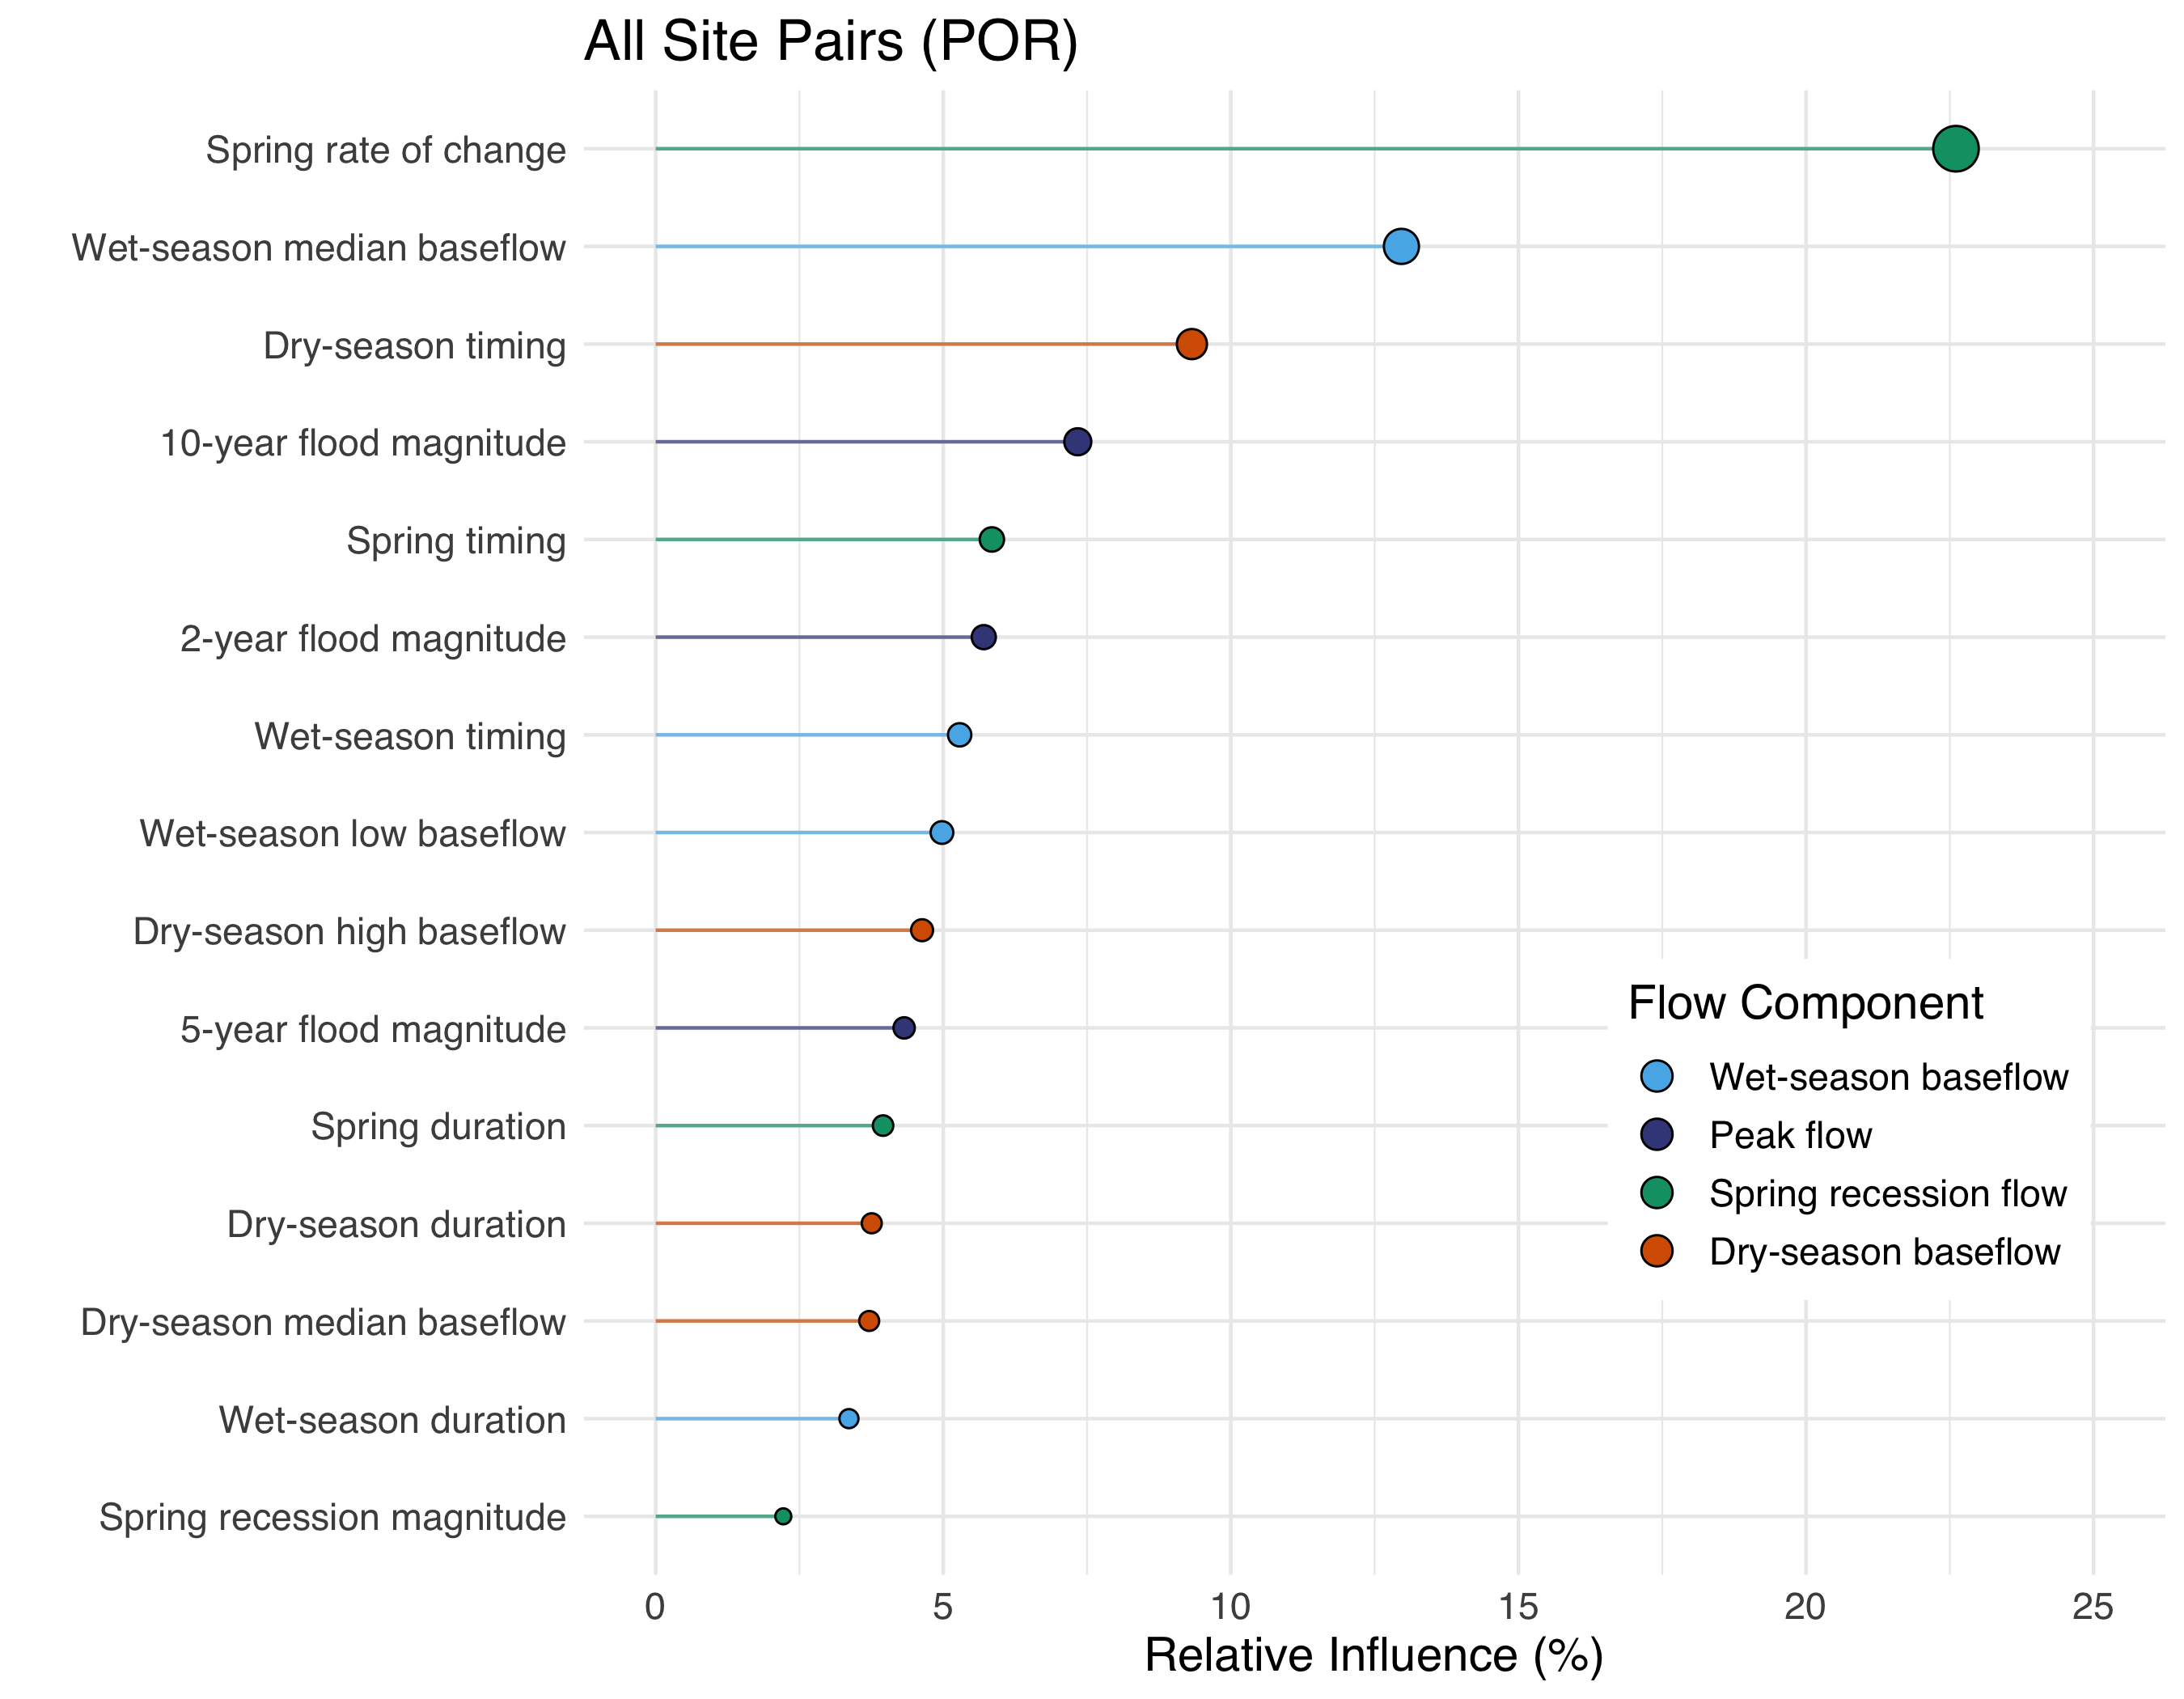 All Site Pairs (POR)
Spring rate of change
Wet-season median baseflow
Dry-season timing
10-year flood magnitude
Spring timing
2-year flood magnitude
Wet-season timing
Wet-season low baseflow
Dry-season high baseflow
5-year flood magnitude
Spring duration
Dry-season duration
Dry-season median baseflow
Wet-season duration
Spring recession magnitude
Flow Component
Wet-season baseflow
Peak flow
Spring recession flow
Dry-season baseflow
0 5 10 15 20 25
Relative Influence (%)